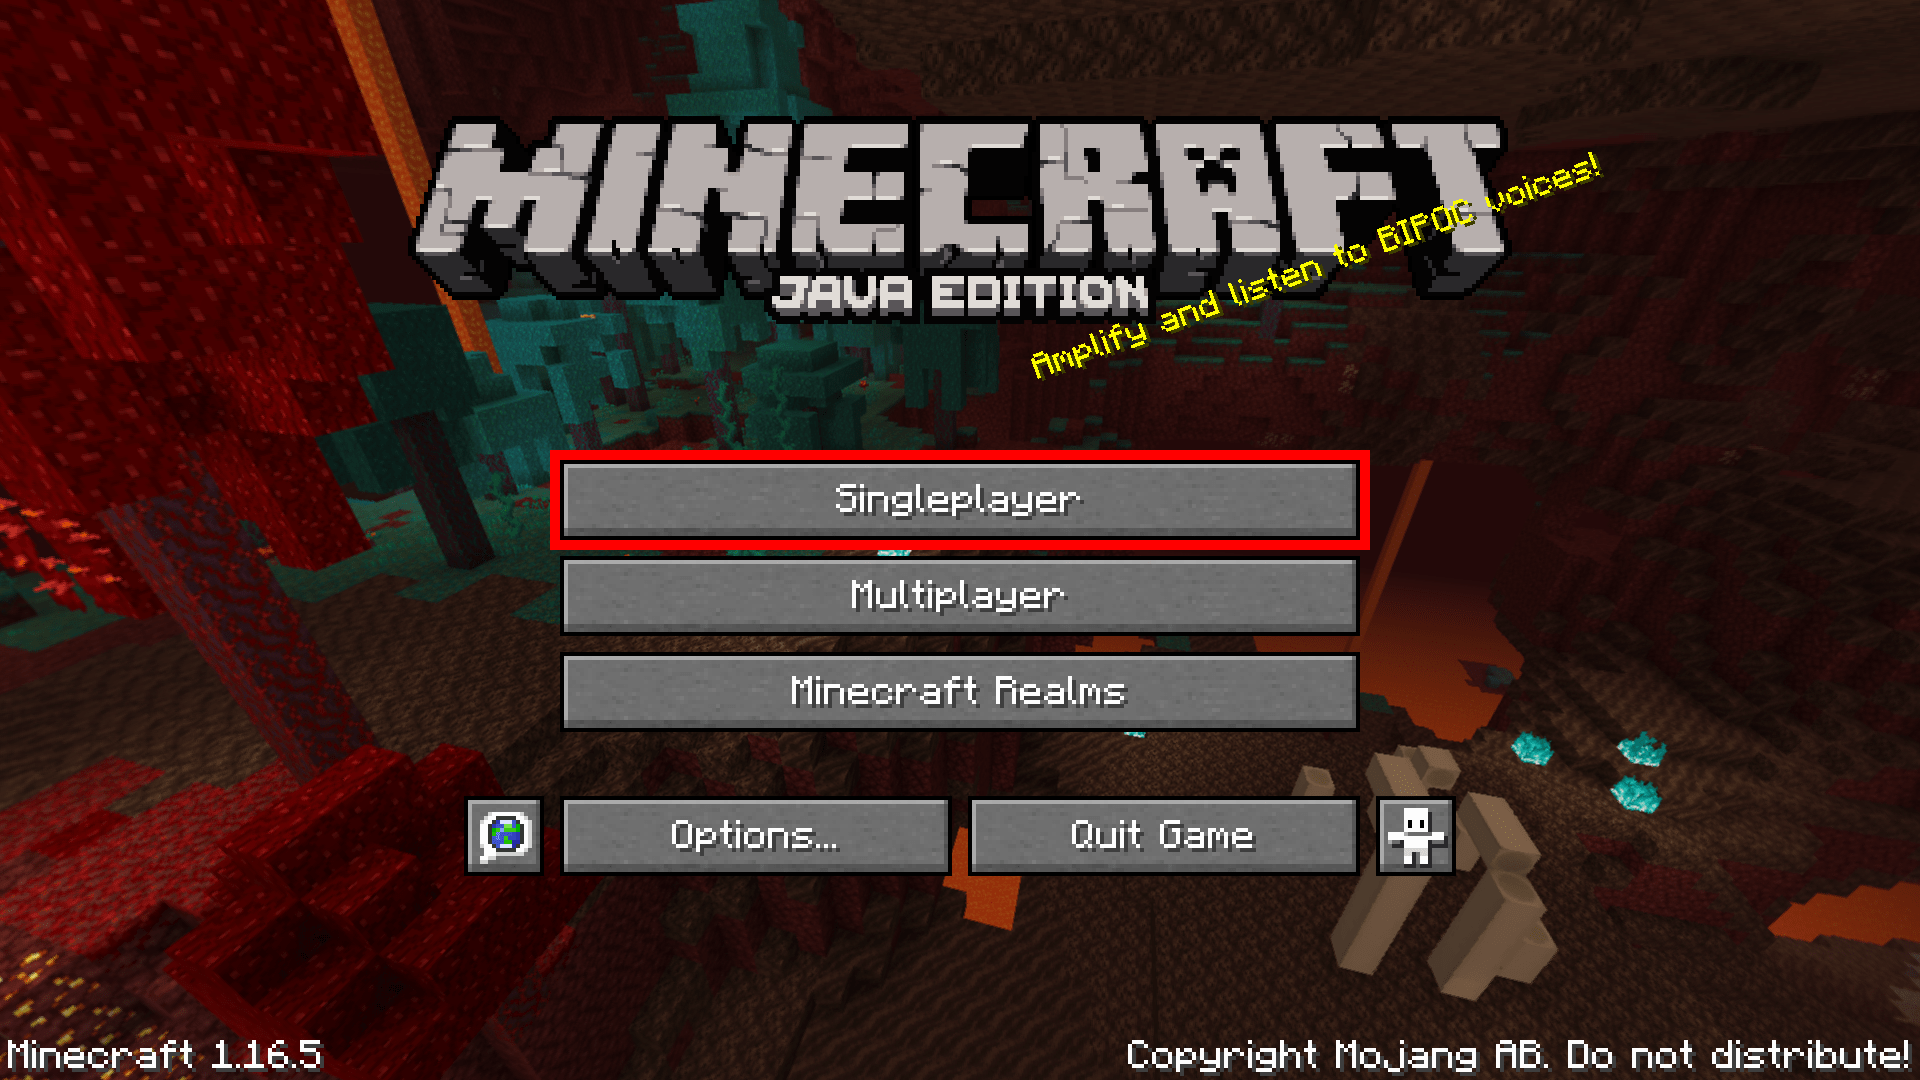 MINECRAFT
JAVA EDITION
Amplify and listen to BIPOC voices!
Singleplayer
Multiplayer
Minecraft Realms
Options...
Quit Game
Minecraft 1.16.5
Copyright Mojang AB. Do not distribute!